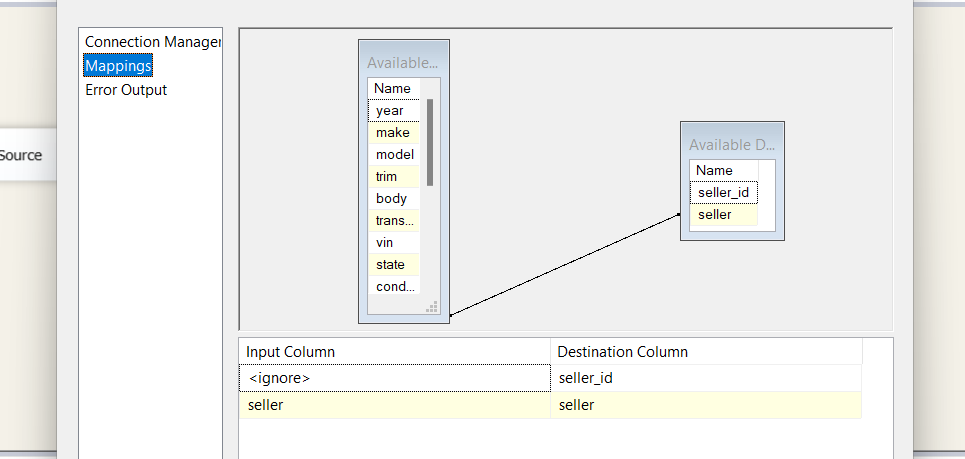 Connection Manager
Mappings
Error Output
Source
Available...
Name
year
make
model
trim
body
trans...
vin
state
cond...
Available D...
Name
seller_id
seller
Input Column Destination Column
<ignore> seller_id
seller seller